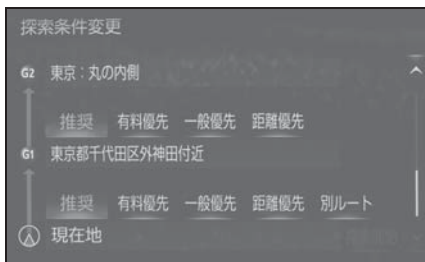 探索条件変更
G2 東京：丸の内側
推奨 有料優先 一般優先 距離優先
G1 東京都千代田区外神田付近
推奨 有料優先 一般優先 距離優先 別ルート
現在地